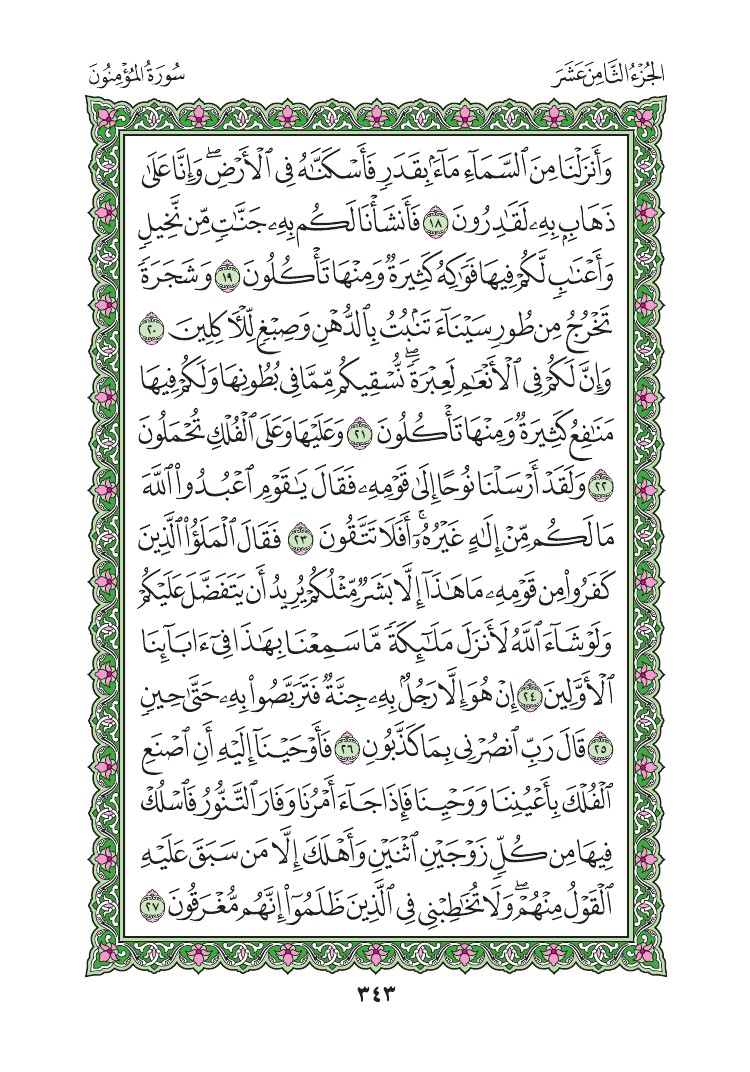 الجُزْءُ الثَّامِنَ عَشَرَ
سُورَةُ المُؤْمِنُونَ
وَأَنزَلْنَا مِنَ ٱلسَّمَآءِ مَآءَۢ بِقَدَرٖ فَأَسْكَنَّٰهُ فِي ٱلْأَرْضِۖ وَإِنَّا عَلَىٰ
ذَهَابِۭ بِهِۦ لَقَٰدِرُونَ ١٨ فَأَنشَأْنَا لَكُم بِهِۦ جَنَّٰتٖ مِّن نَّخِيلٖ
وَأَعْنَٰبٖ لَّكُمْ فِيهَا فَوَٰكِهُ كَثِيرَةٞ وَمِنْهَا تَأْكُلُونَ ١٩ وَشَجَرَةٗ
تَخْرُجُ مِن طُورِ سَيْنَآءَ تَنۢبُتُ بِٱلدُّهْنِ وَصِبْغٖ لِّلْأٓكِلِينَ ٢٠
وَإِنَّ لَكُمْ فِي ٱلْأَنْعَٰمِ لَعِبْرَةٗۖ نُّسْقِيكُم مِّمَّا فِي بُطُونِهَا وَلَكُمْ فِيهَا
مَنَٰفِعُ كَثِيرَةٞ وَمِنْهَا تَأْكُلُونَ ٢١ وَعَلَيْهَا وَعَلَى ٱلْفُلْكِ تُحْمَلُونَ
٢٢ وَلَقَدْ أَرْسَلْنَا نُوحًا إِلَىٰ قَوْمِهِۦ فَقَالَ يَٰقَوْمِ ٱعْبُدُوا۟ ٱللَّهَ
مَا لَكُم مِّنْ إِلَٰهٍ غَيْرُهُۥٓۚ أَفَلَا تَتَّقُونَ ٢٣ فَقَالَ ٱلْمَلَؤُا۟ ٱلَّذِينَ
كَفَرُوا۟ مِن قَوْمِهِۦ مَا هَٰذَآ إِلَّا بَشَرٞ مِّثْلُكُمْ يُرِيدُ أَن يَتَفَضَّلَ عَلَيْكُمْ
وَلَوْ شَآءَ ٱللَّهُ لَأَنزَلَ مَلَٰٓئِكَةٗ مَّا سَمِعْنَا بِهَٰذَا فِيٓ ءَابَآئِنَا
ٱلْأَوَّلِينَ ٢٤ إِنْ هُوَ إِلَّا رَجُلُۢ بِهِۦ جِنَّةٞ فَتَرَبَّصُوا۟ بِهِۦ حَتَّىٰ حِينٖ
٢٥ قَالَ رَبِّ ٱنصُرْنِي بِمَا كَذَّبُونِ ٢٦ فَأَوْحَيْنَآ إِلَيْهِ أَنِ ٱصْنَعِ
ٱلْفُلْكَ بِأَعْيُنِنَا وَوَحْيِنَا فَإِذَا جَآءَ أَمْرُنَا وَفَارَ ٱلتَّنُّورُ فَٱسْلُكْ
فِيهَا مِن كُلّٖ زَوْجَيْنِ ٱثْنَيْنِ وَأَهْلَكَ إِلَّا مَن سَبَقَ عَلَيْهِ
ٱلْقَوْلُ مِنْهُمْۖ وَلَا تُخَٰطِبْنِي فِي ٱلَّذِينَ ظَلَمُوٓا۟ إِنَّهُم مُّغْرَقُونَ ٢٧
٣٤٣